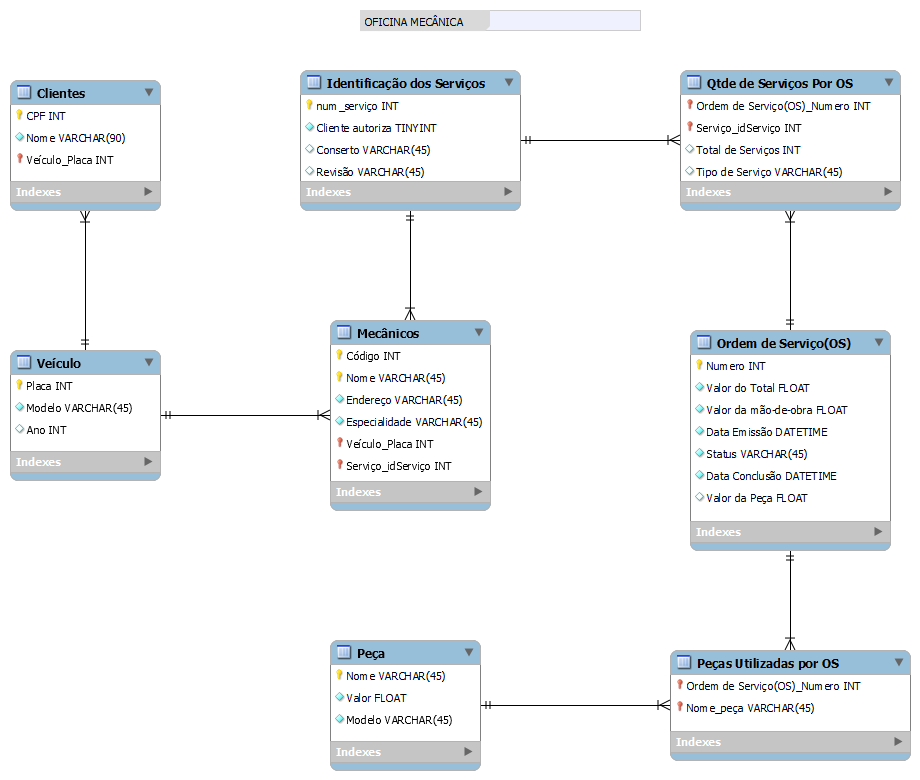 OFICINA MECÂNICA
Clientes
CPF INT
Nome VARCHAR(90)
Veículo_Placa INT
Indexes
Identificação dos Serviços
num_serviço INT
Cliente autoriza TINYINT
Conserto VARCHAR(45)
Revisão VARCHAR(45)
Indexes
Qtde de Serviços Por OS
Ordem de Serviço(OS)_Numero INT
Serviço_idServiço INT
Total de Serviços INT
Tipo de Serviço VARCHAR(45)
Indexes
Veículo
Placa INT
Modelo VARCHAR(45)
Ano INT
Indexes
Mecânicos
Código INT
Nome VARCHAR(45)
Endereço VARCHAR(45)
Especialidade VARCHAR(45)
Veículo_Placa INT
Serviço_idServiço INT
Indexes
Ordem de Serviço(OS)
Numero INT
Valor do Total FLOAT
Valor da mão-de-obra FLOAT
Data Emissão DATETIME
Status VARCHAR(45)
Data Conclusão DATETIME
Valor da Peça FLOAT
Indexes
Peça
Nome VARCHAR(45)
Valor FLOAT
Modelo VARCHAR(45)
Indexes
Peças Utilizadas por OS
Ordem de Serviço(OS)_Numero INT
Nome_peça VARCHAR(45)
Indexes